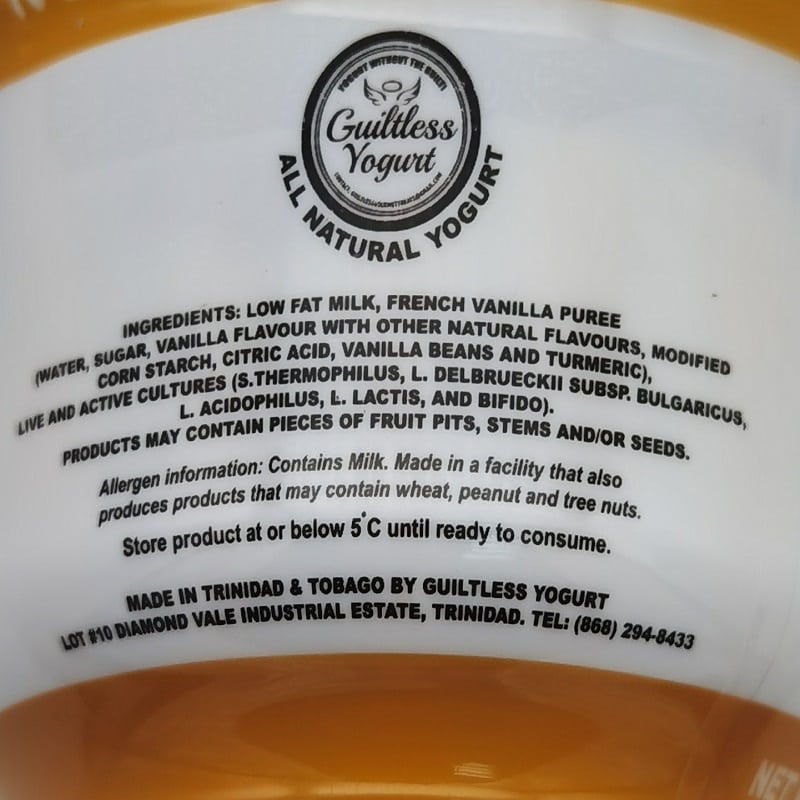 YOGURT WITHOUT THE GUILT!
Guiltless
Yogurt
ALL NATURAL YOGURT
INGREDIENTS: LOW FAT MILK, FRENCH VANILLA PUREE
(WATER, SUGAR, VANILLA FLAVOUR WITH OTHER NATURAL FLAVOURS, MODIFIED
CORN STARCH, CITRIC ACID, VANILLA BEANS AND TURMERIC),
LIVE AND ACTIVE CULTURES (S.THERMOPHILUS, L. DELBRUECKII SUBSP. BULGARICUS,
L. ACIDOPHILUS, L. LACTIS, AND BIFIDO).
PRODUCTS MAY CONTAIN PIECES OF FRUIT PITS, STEMS AND/OR SEEDS.
Allergen information: Contains Milk. Made in a facility that also
produces products that may contain wheat, peanut and tree nuts.
Store product at or below 5°C until ready to consume.
MADE IN TRINIDAD & TOBAGO BY GUILTLESS YOGURT
LOT #10 DIAMOND VALE INDUSTRIAL ESTATE, TRINIDAD. TEL: (868) 294-8433
NET